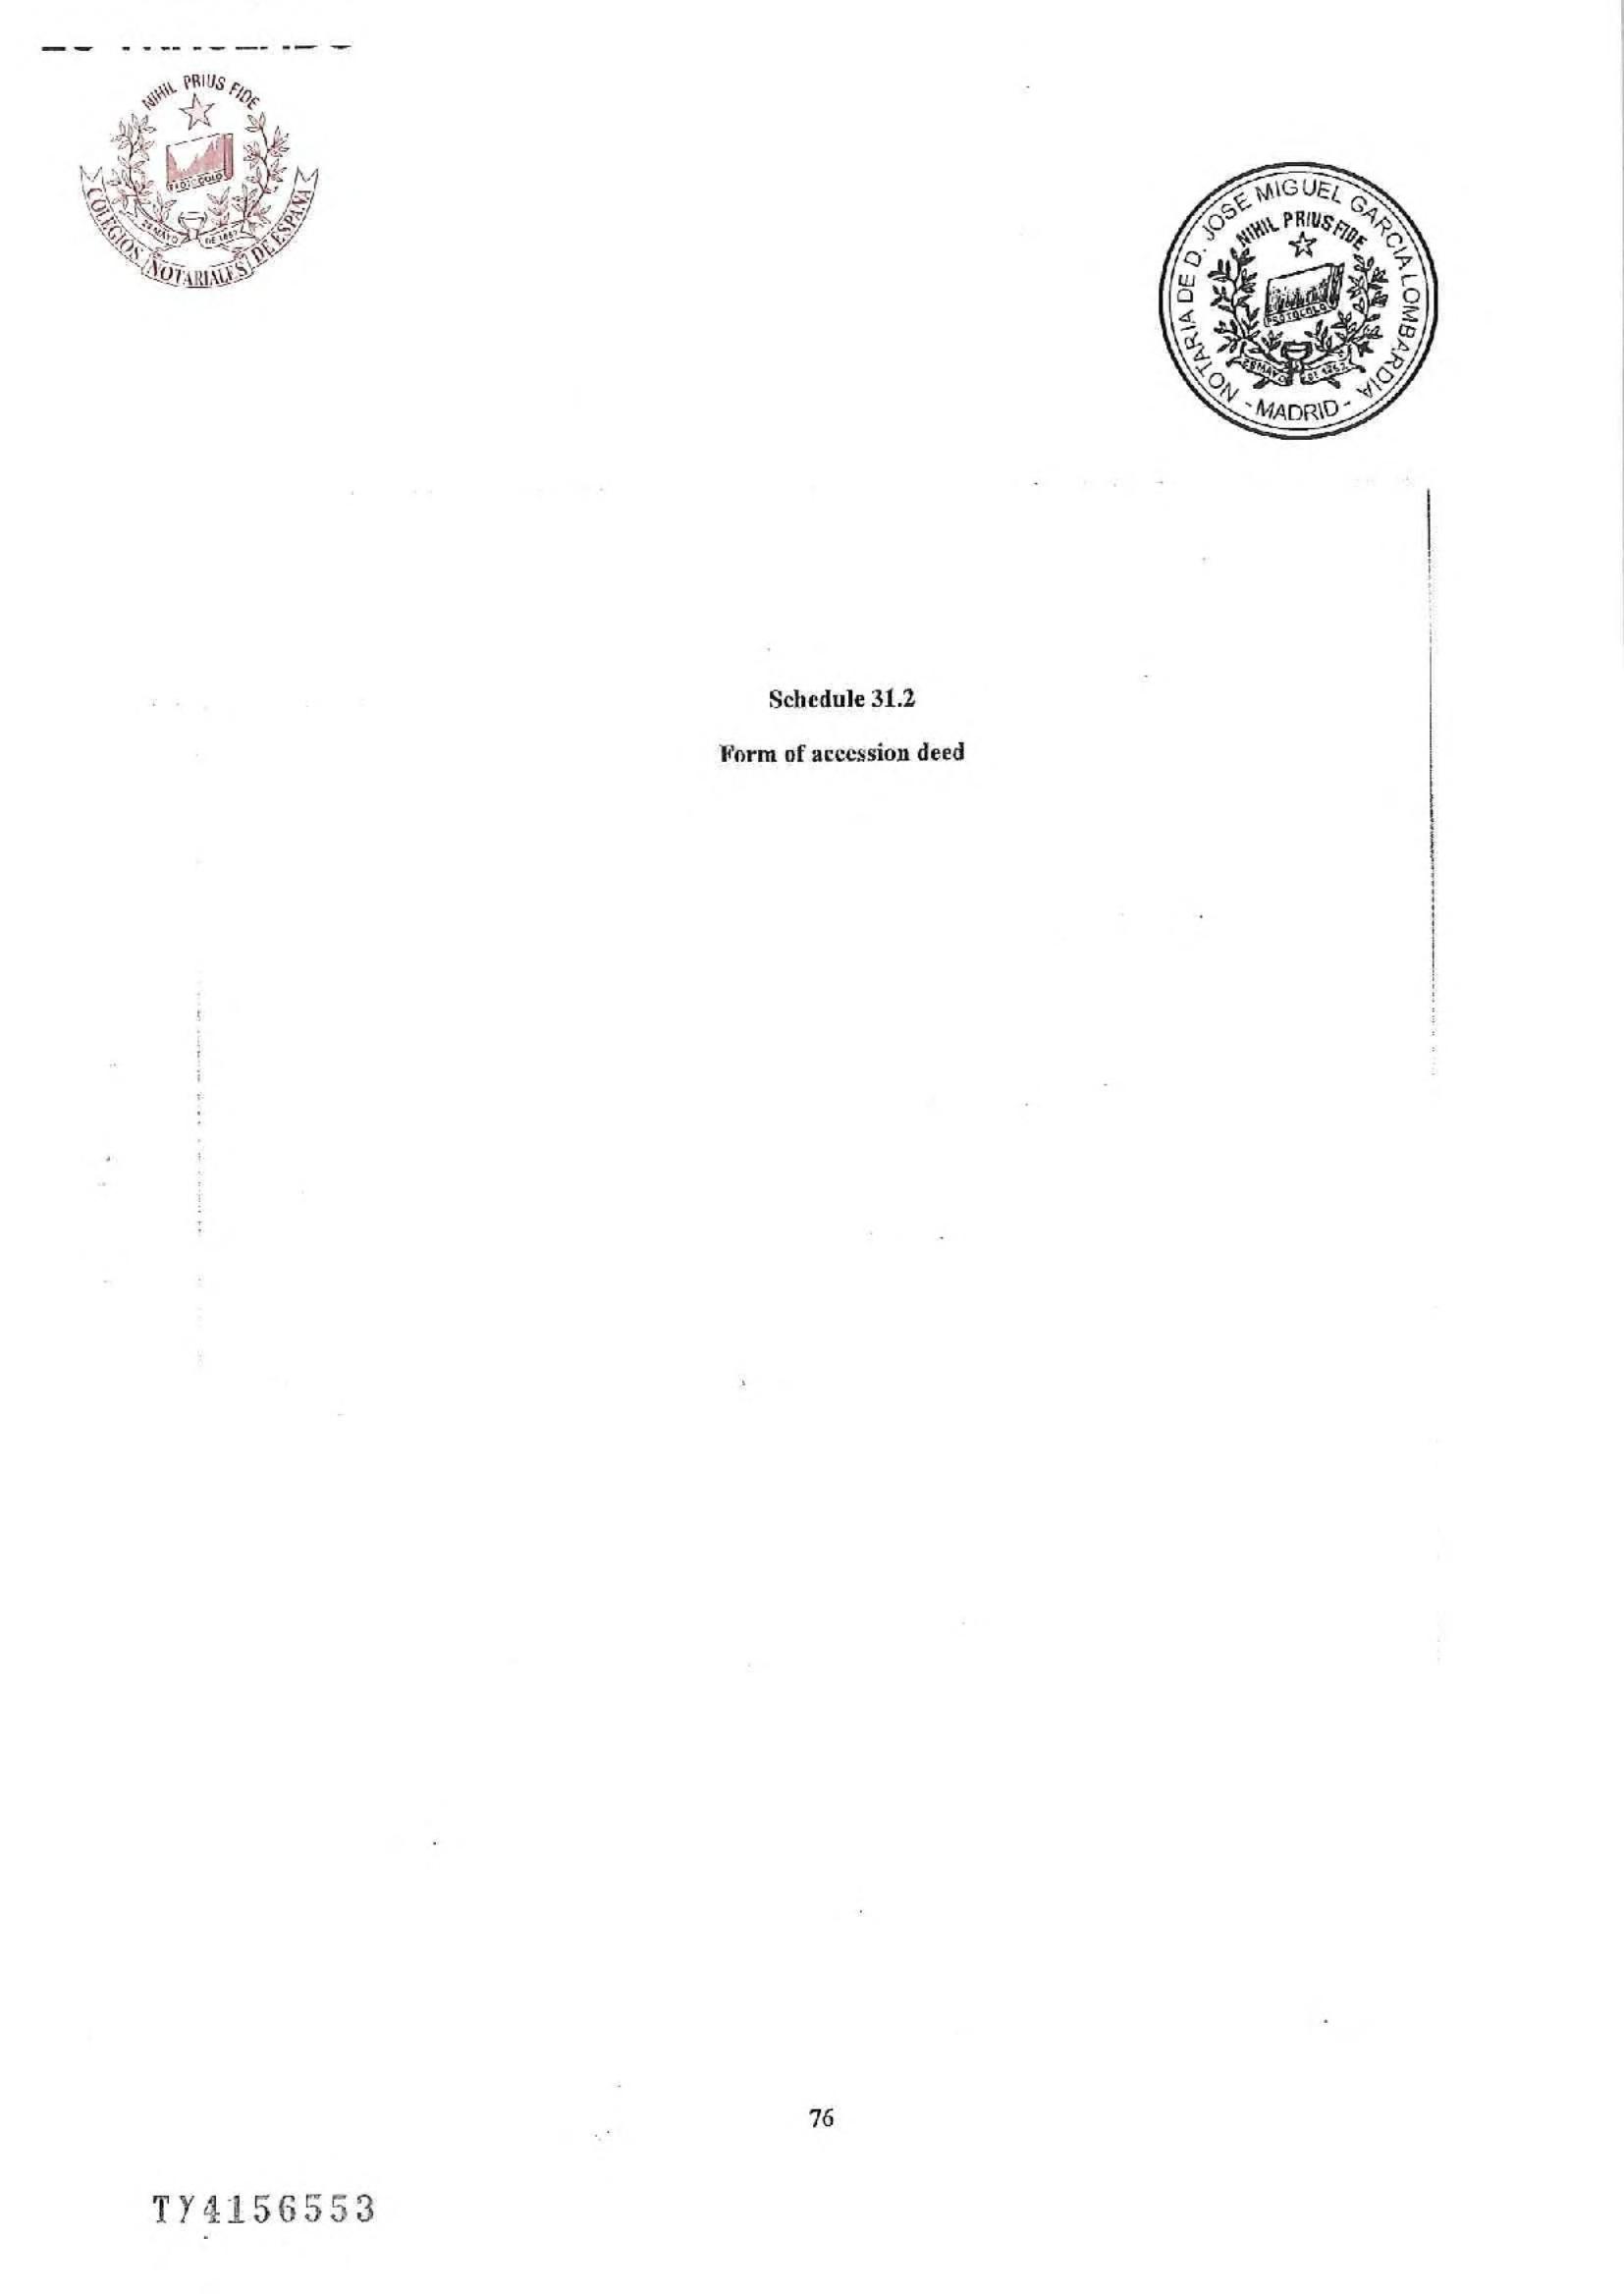 NIHIL PRIUS FIDE
PROTOCOLO
28 MAYO DE 1862
COLEGIOS NOTARIALES DE ESPAÑA
NOTARIA DE D. JOSE MIGUEL GARCIA LOMBARDIA
NIHIL PRIUS FIDE
PROTOCOLO
28 MAYO DE 1862
- MADRID -
Schedule 31.2
Form of accession deed
76
TY4156553